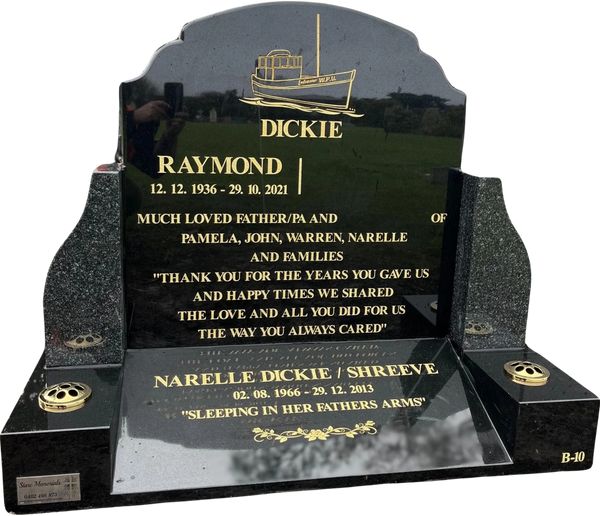 W.P.U.
DICKIE
RAYMOND
12. 12. 1936 - 29. 10. 2021
MUCH LOVED FATHER/PA AND OF
PAMELA, JOHN, WARREN, NARELLE
AND FAMILIES
"THANK YOU FOR THE YEARS YOU GAVE US
AND HAPPY TIMES WE SHARED
THE LOVE AND ALL YOU DID FOR US
THE WAY YOU ALWAYS CARED"
NARELLE DICKIE / SHREEVE
02. 08. 1966 - 29. 12. 2013
"SLEEPING IN HER FATHERS ARMS"
B-10
Memorials